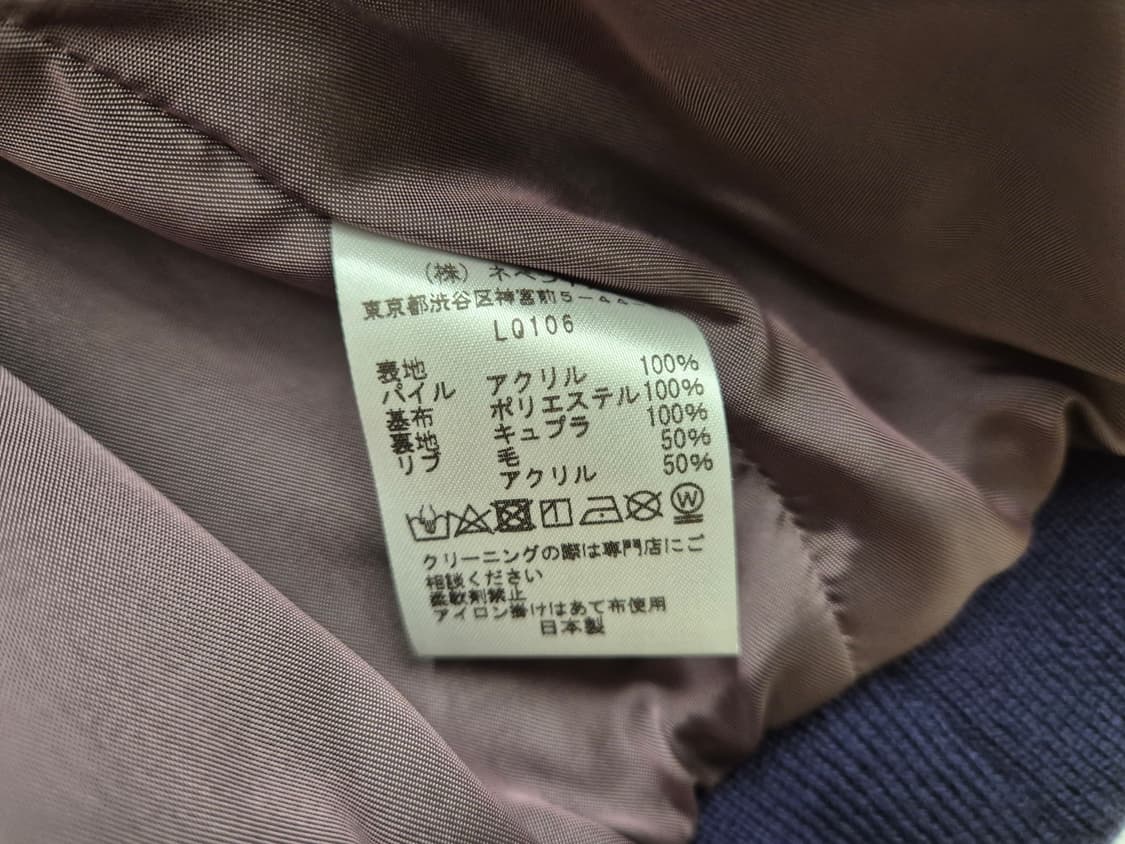 (株) ネペ
東京都渋谷区神宮前5-44
LQ106
表地
パイル アクリル 100%
基布 ポリエステル 100%
裏地 キュプラ 100%
リブ 毛 50%
アクリル 50%
W
クリーニングの際は専門店にご
相談ください
柔軟剤禁止
アイロン掛けはあて布使用
日本製